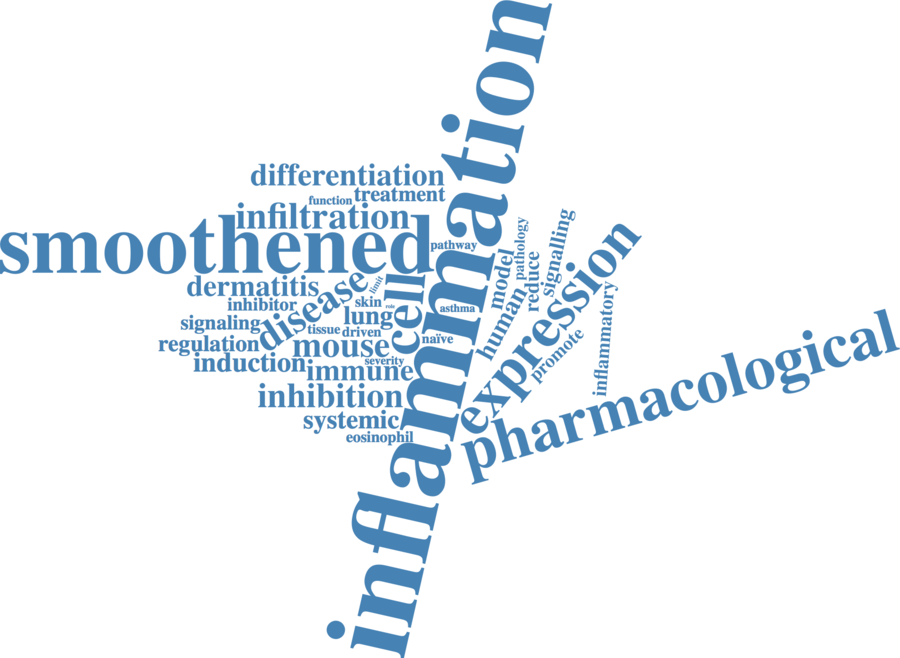 inflammation
differentiation
treatment
function
infiltration
smoothened
pathway
dermatitis
disease
limit
cell
inhibitor
skin
role
lung
signaling
tissue
driven
regulation
mouse
naïve
asthma
induction
severity
immune
inhibition
systemic
eosinophil
model
pathology
reduce
signalling
human
expression
promote
inflammatory
pharmacological